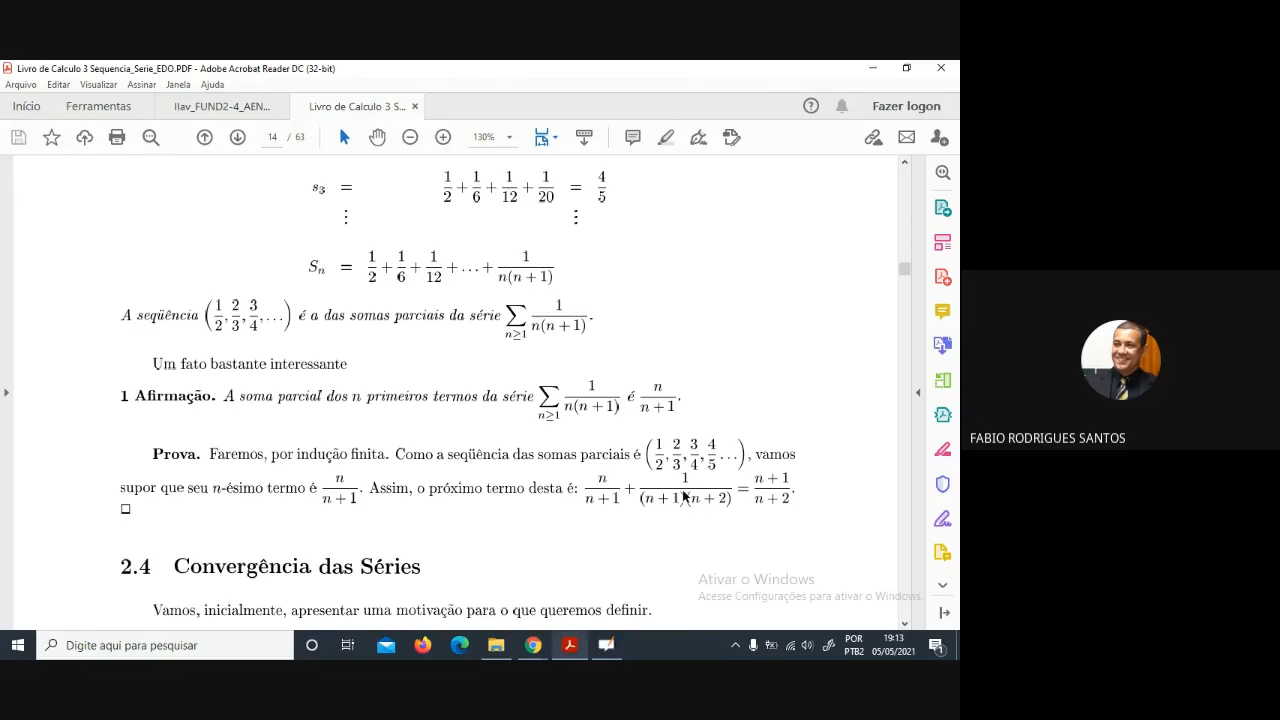 Livro de Calculo 3 Sequencia_Serie_EDO.PDF - Adobe Acrobat Reader DC (32-bit)
Arquivo Editar Visualizar Assinar Janela Ajuda
Início Ferramentas IIav_FUND2-4_AEN... Livro de Calculo 3 S... × Fazer logon
14 / 63 130%
s₃ = 1/2 + 1/6 + 1/12 + 1/20 = 4/5
⋮ ⋮
Sₙ = 1/2 + 1/6 + 1/12 + ... + 1/n(n + 1)
A seqüência (1/2, 2/3, 3/4, ...) é a das somas parciais da série ∑ n≥1 1/n(n + 1).
Um fato bastante interessante
1 Afirmação. A soma parcial dos n primeiros termos da série ∑ n≥1 1/n(n + 1) é n/n + 1.
Prova. Faremos, por indução finita. Como a seqüência das somas parciais é (1/2, 2/3, 3/4, 4/5 ...), vamos
supor que seu n-ésimo termo é n/n + 1. Assim, o próximo termo desta é: n/n + 1 + 1/(n + 1)(n + 2) = n + 1/n + 2.
□
2.4 Convergência das Séries
Vamos, inicialmente, apresentar uma motivação para o que queremos definir.
Ativar o Windows
Acesse Configurações para ativar o Windows.
Digite aqui para pesquisar
POR 19:13
PTB2 05/05/2021
1
FABIO RODRIGUES SANTOS